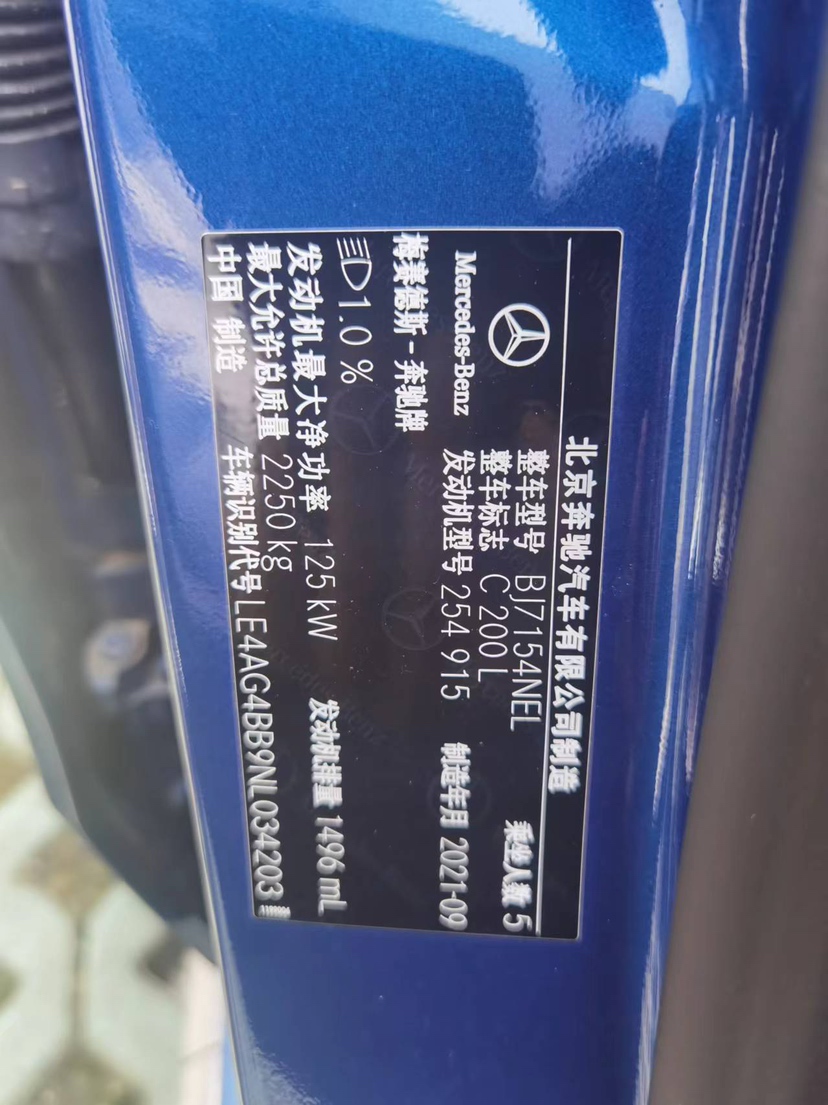 北京奔驰汽车有限公司制造
整车型号 BJ7154NEL 乘坐人数 5
整车标志 C 200 L
Mercedes-Benz 发动机型号 254 915 制造年月 2021-09
梅赛德斯-奔驰牌
1.0 %
发动机最大净功率 125 kW 发动机排量 1496 mL
最大允许总质量 2250 kg
中国 制造 车辆识别代号 LE4AG4BB9NL034203